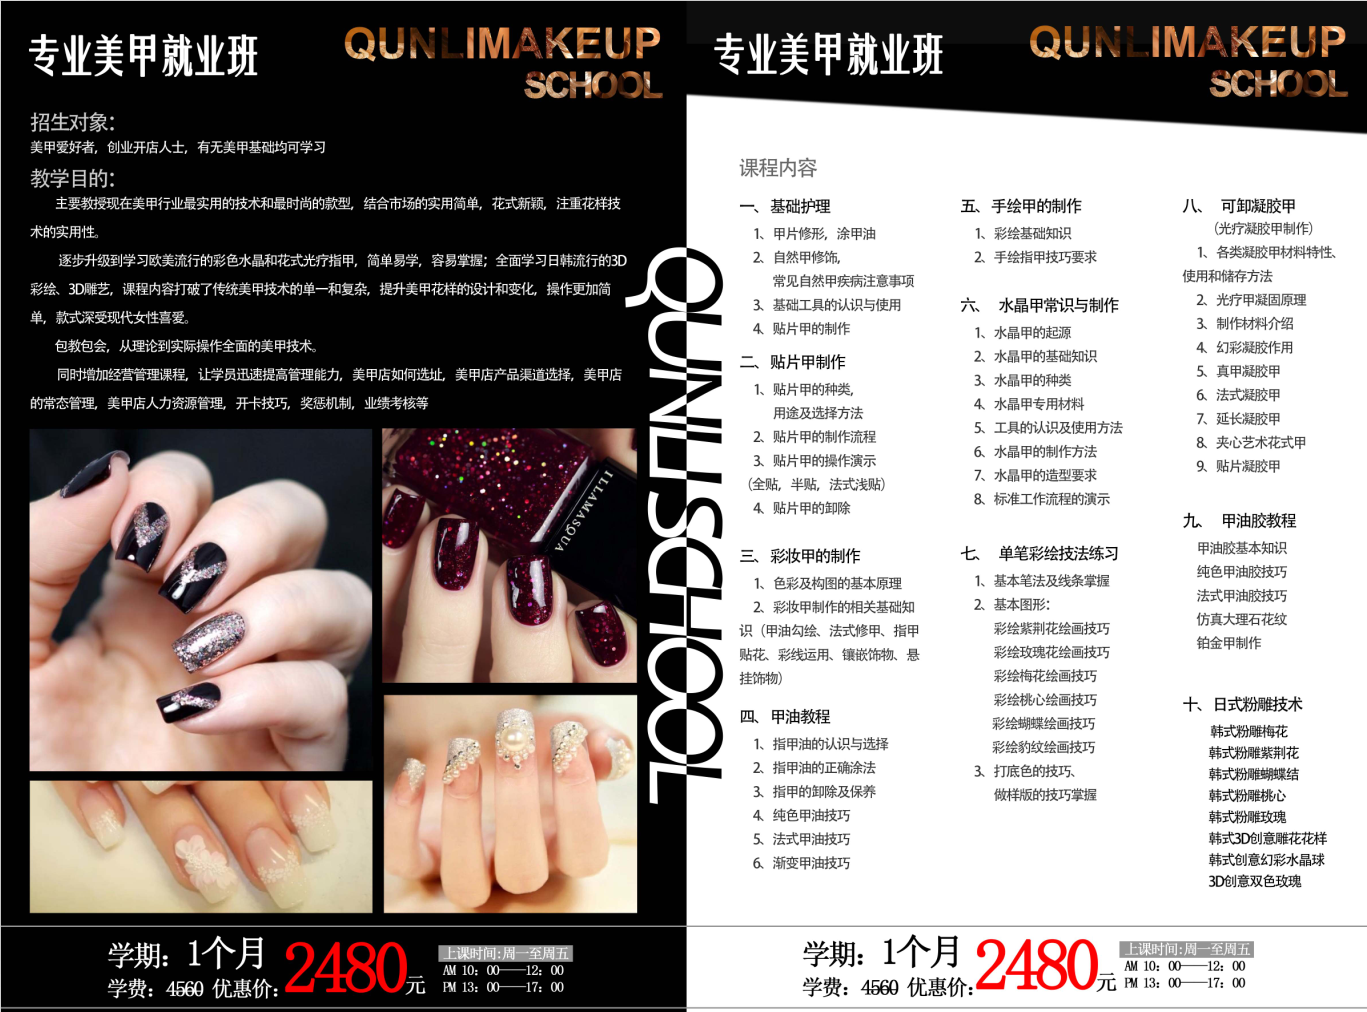 专业美甲就业班
QUNLIMAKEUP
SCHOOL
招生对象：
美甲爱好者，创业开店人士，有无美甲基础均可学习
教学目的：
主要教授现在美甲行业最实用的技术和最时尚的款型，结合市场的实用简单，花式新颖，注重花样技
术的实用性。
逐步升级到学习欧美流行的彩色水晶和花式光疗指甲，简单易学，容易掌握；全面学习日韩流行的3D
彩绘、3D雕艺，课程内容打破了传统美甲技术的单一和复杂，提升美甲花样的设计和变化，操作更加简
单，款式深受现代女性喜爱。
包教包会，从理论到实际操作全面的美甲技术。
同时增加经营管理课程，让学员迅速提高管理能力，美甲店如何选址，美甲店产品渠道选择，美甲店
的常态管理，美甲店人力资源管理，开卡技巧，奖惩机制，业绩考核等
ILLAMASQUA
学期：1个月
学费：4560 优惠价：2480元
上课时间:周一至周五
AM 10：00——12：00
PM 13：00——17：00
QUNLISCHOOL
专业美甲就业班
QUNLIMAKEUP
SCHOOL
课程内容
一、基础护理
1、甲片修形，涂甲油
2、自然甲修饰，
常见自然甲疾病注意事项
3、基础工具的认识与使用
4、贴片甲的制作
二、贴片甲制作
1、贴片甲的种类，
用途及选择方法
2、贴片甲的制作流程
3、贴片甲的操作演示
（全贴，半贴，法式浅贴）
4、贴片甲的卸除
三、彩妆甲的制作
1、色彩及构图的基本原理
2、彩妆甲制作的相关基础知
识（甲油勾绘、法式修甲、指甲
贴花、彩线运用、镶嵌饰物、悬
挂饰物）
四、甲油教程
1、指甲油的认识与选择
2、指甲油的正确涂法
3、指甲的卸除及保养
4、纯色甲油技巧
5、法式甲油技巧
6、渐变甲油技巧
五、手绘甲的制作
1、彩绘基础知识
2、手绘指甲技巧要求
六、水晶甲常识与制作
1、水晶甲的起源
2、水晶甲的基础知识
3、水晶甲的种类
4、水晶甲专用材料
5、工具的认识及使用方法
6、水晶甲的制作方法
7、水晶甲的造型要求
8、标准工作流程的演示
七、单笔彩绘技法练习
1、基本笔法及线条掌握
2、基本图形：
彩绘紫荆花绘画技巧
彩绘玫瑰花绘画技巧
彩绘梅花绘画技巧
彩绘桃心绘画技巧
彩绘蝴蝶绘画技巧
彩绘豹纹绘画技巧
3、打底色的技巧、
做样版的技巧掌握
八、可卸凝胶甲
（光疗凝胶甲制作）
1、各类凝胶甲材料特性、
使用和储存方法
2、光疗甲凝固原理
3、制作材料介绍
4、幻彩凝胶作用
5、真甲凝胶甲
6、法式凝胶甲
7、延长凝胶甲
8、夹心艺术花式甲
9、贴片凝胶甲
九、甲油胶教程
甲油胶基本知识
纯色甲油胶技巧
法式甲油胶技巧
仿真大理石花纹
铂金甲制作
十、日式粉雕技术
韩式粉雕梅花
韩式粉雕紫荆花
韩式粉雕蝴蝶结
韩式粉雕桃心
韩式粉雕玫瑰
韩式3D创意雕花花样
韩式创意幻彩水晶球
3D创意双色玫瑰
学期：1个月
学费：4560 优惠价：2480元
上课时间:周一至周五
AM 10：00——12：00
PM 13：00——17：00